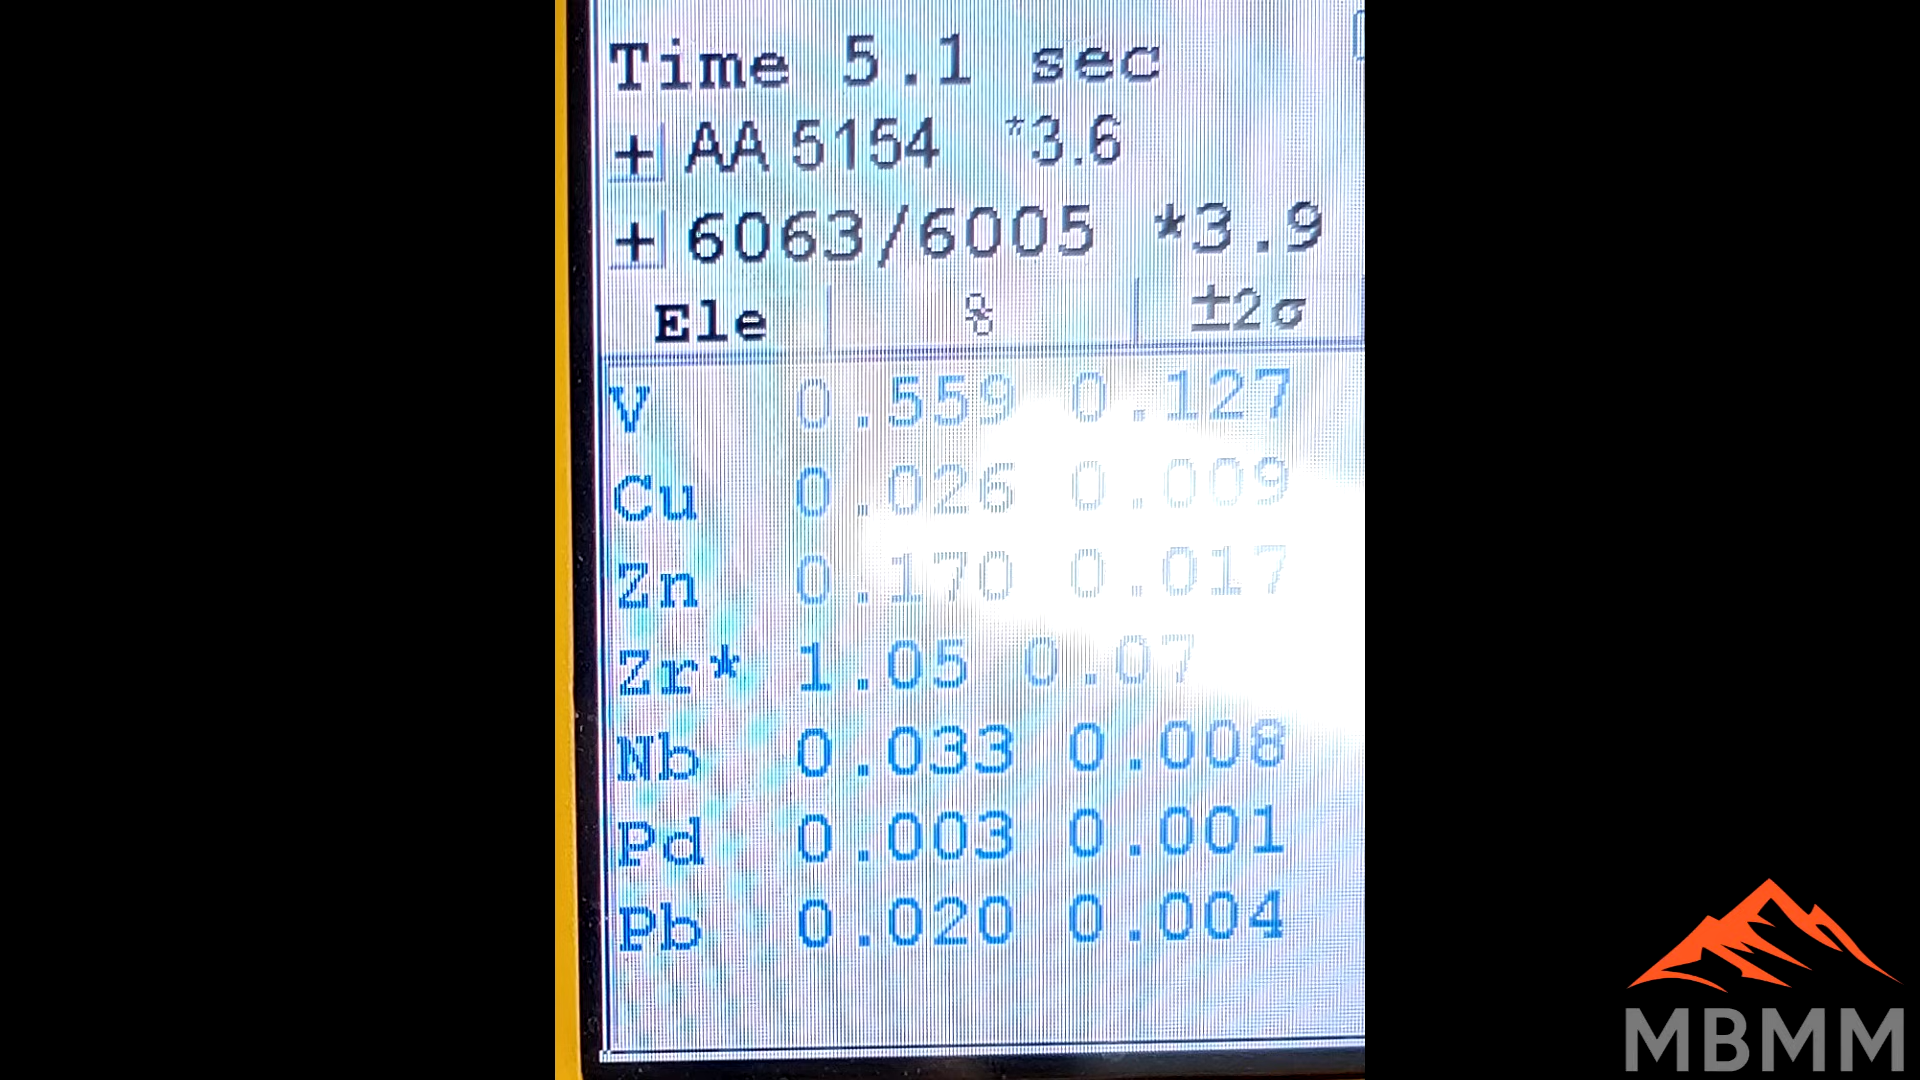 Time 5.1 sec
+ AA 5154 *3.6
+ 6063/6005 *3.9
Ele % ±2σ
V 0.559 0.127
Cu 0.026 0.009
Zn 0.170 0.017
Zr* 1.05 0.07
Nb 0.033 0.008
Pd 0.003 0.001
Pb 0.020 0.004
MBMM